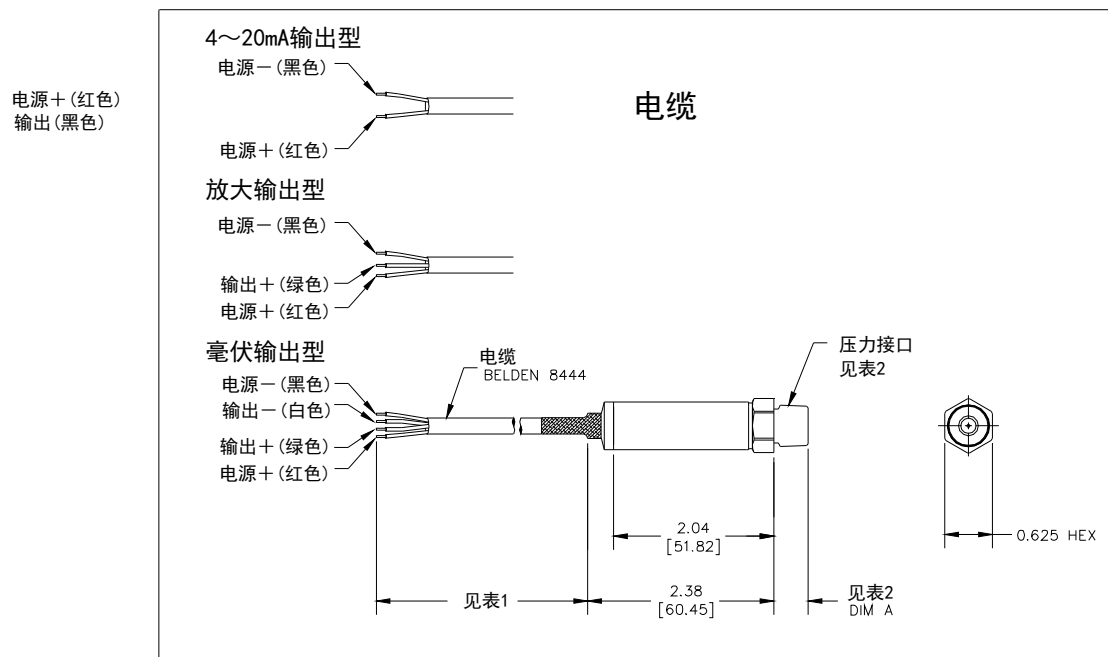 电源＋(红色)
输出(黑色)
4～20mA输出型
电源－(黑色)
电缆
电源＋(红色)
放大输出型
电源－(黑色)
输出＋(绿色)
电源＋(红色)
毫伏输出型
电源－(黑色)
输出－(白色)
输出＋(绿色)
电源＋(红色)
电缆
BELDEN 8444
压力接口
见表2
2.04
[51.82]
0.625 HEX
见表1
2.38
[60.45]
见表2
DIM A